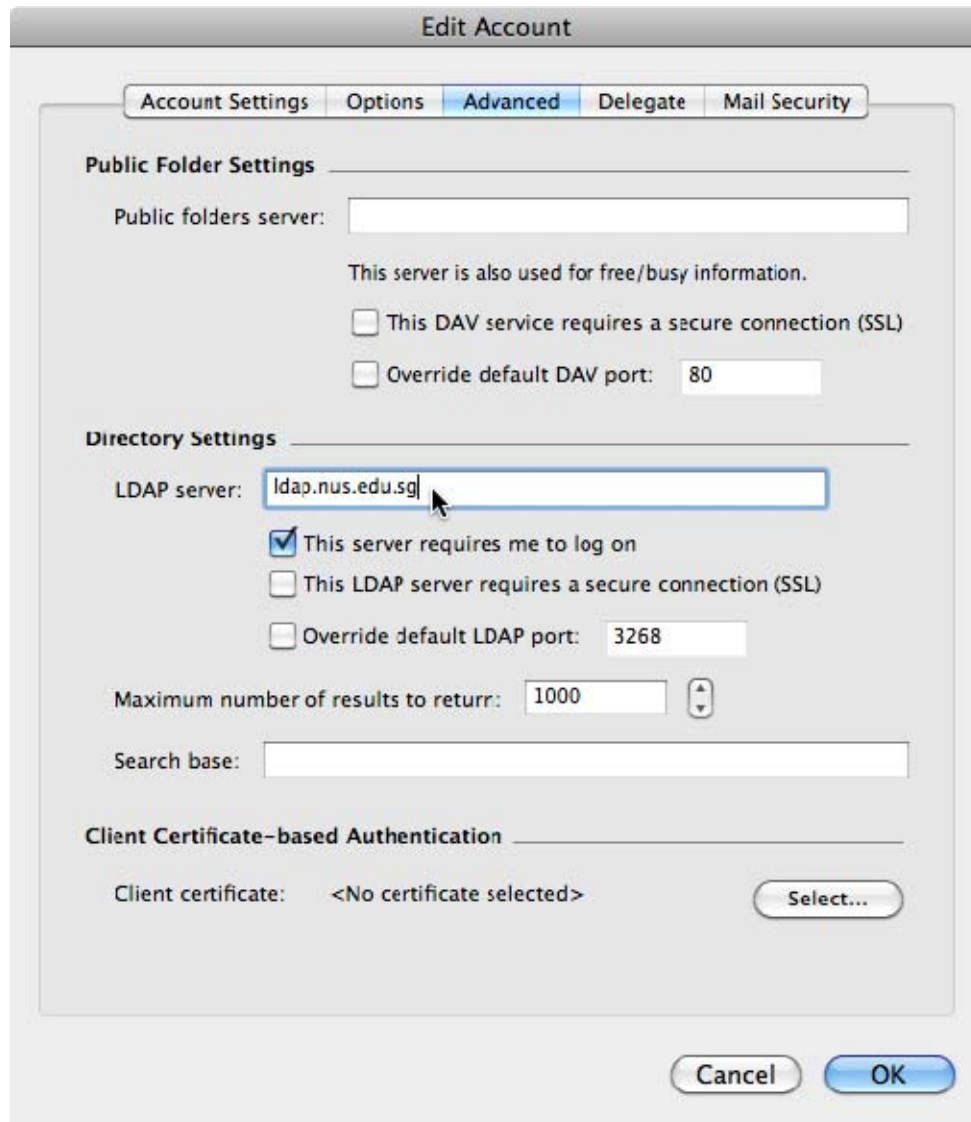 Edit Account
Account Settings Options Advanced Delegate Mail Security
Public Folder Settings
Public folders server:
This server is also used for free/busy information.
This DAV service requires a secure connection (SSL)
Override default DAV port: 80
Directory Settings
LDAP server: ldap.nus.edu.sg
This server requires me to log on
This LDAP server requires a secure connection (SSL)
Override default LDAP port: 3268
Maximum number of results to return: 1000
Search base:
Client Certificate-based Authentication
Client certificate: <No certificate selected> Select...
Cancel OK